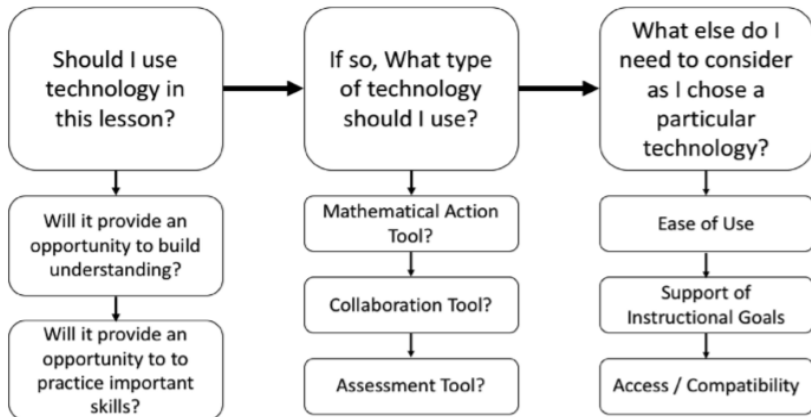 Should I use
technology in
this lesson?
If so, What type
of technology
should I use?
What else do I
need to consider
as I chose a
particular
technology?
Will it provide an
opportunity to build
understanding?
Will it provide an
opportunity to to
practice important
skills?
Mathematical Action
Tool?
Collaboration Tool?
Assessment Tool?
Ease of Use
Support of
Instructional Goals
Access / Compatibility